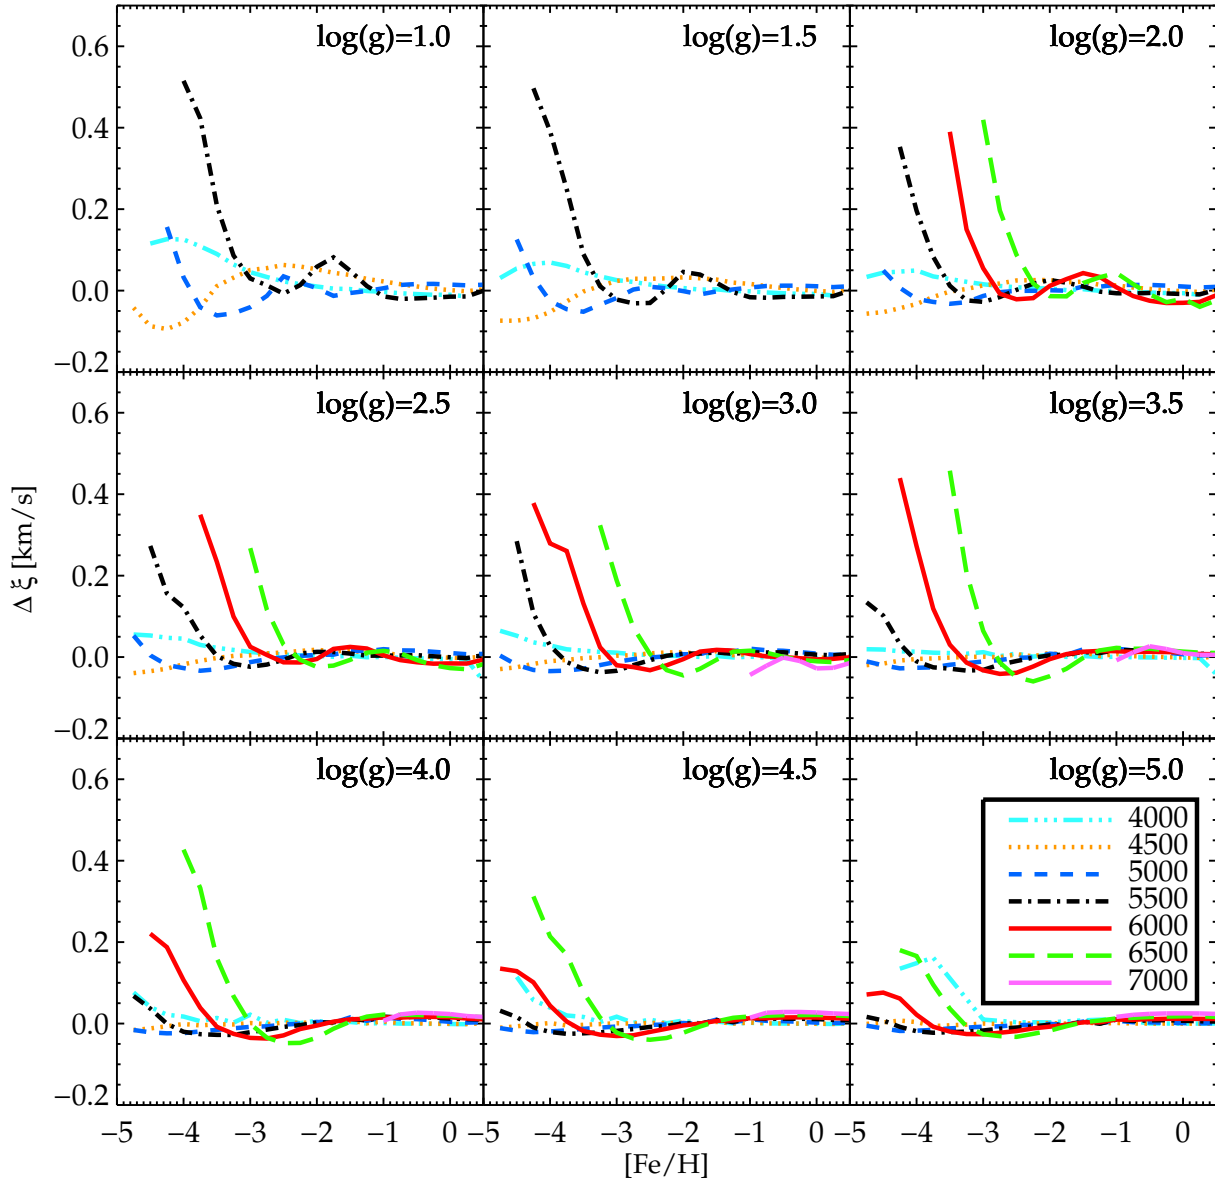 log(g)=1.0
log(g)=1.5
log(g)=2.0
0.6
0.4
0.2
0.0
−0.2
log(g)=2.5
log(g)=3.0
log(g)=3.5
0.6
0.4
0.2
0.0
−0.2
Δ ξ [km/s]
log(g)=4.0
log(g)=4.5
log(g)=5.0
0.6
0.4
0.2
0.0
−0.2
4000
4500
5000
5500
6000
6500
7000
−5 −4 −3 −2 −1 0
−5 −4 −3 −2 −1 0
−5 −4 −3 −2 −1 0
[Fe/H]